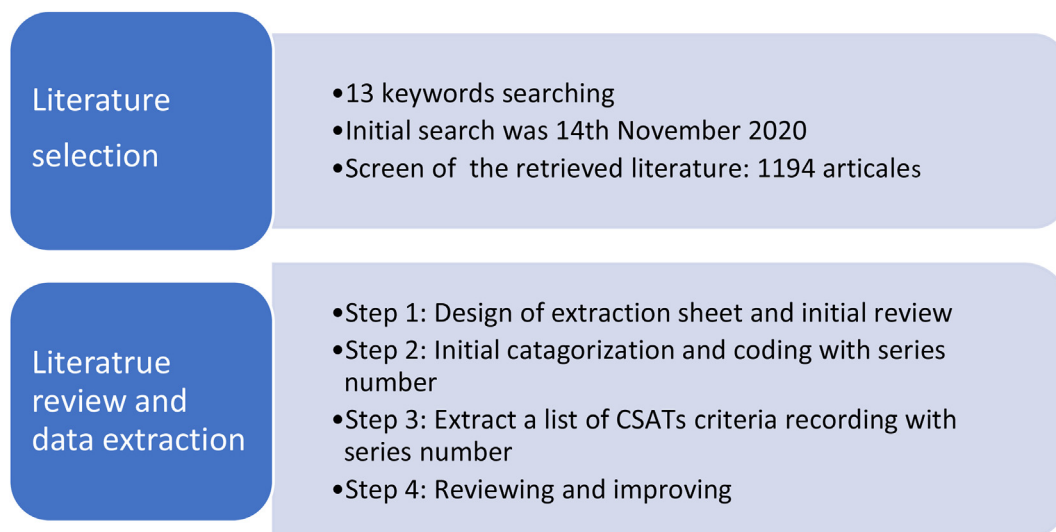 Literature
selection
•13 keywords searching
•Initial search was 14th November 2020
•Screen of  the retrieved literature: 1194 articales
Literatrue
review and
data extraction
•Step 1: Design of extraction sheet and initial review
•Step 2: Initial catagorization and coding with series
number
•Step 3: Extract a list of CSATs criteria recording with
series number
•Step 4: Reviewing and improving